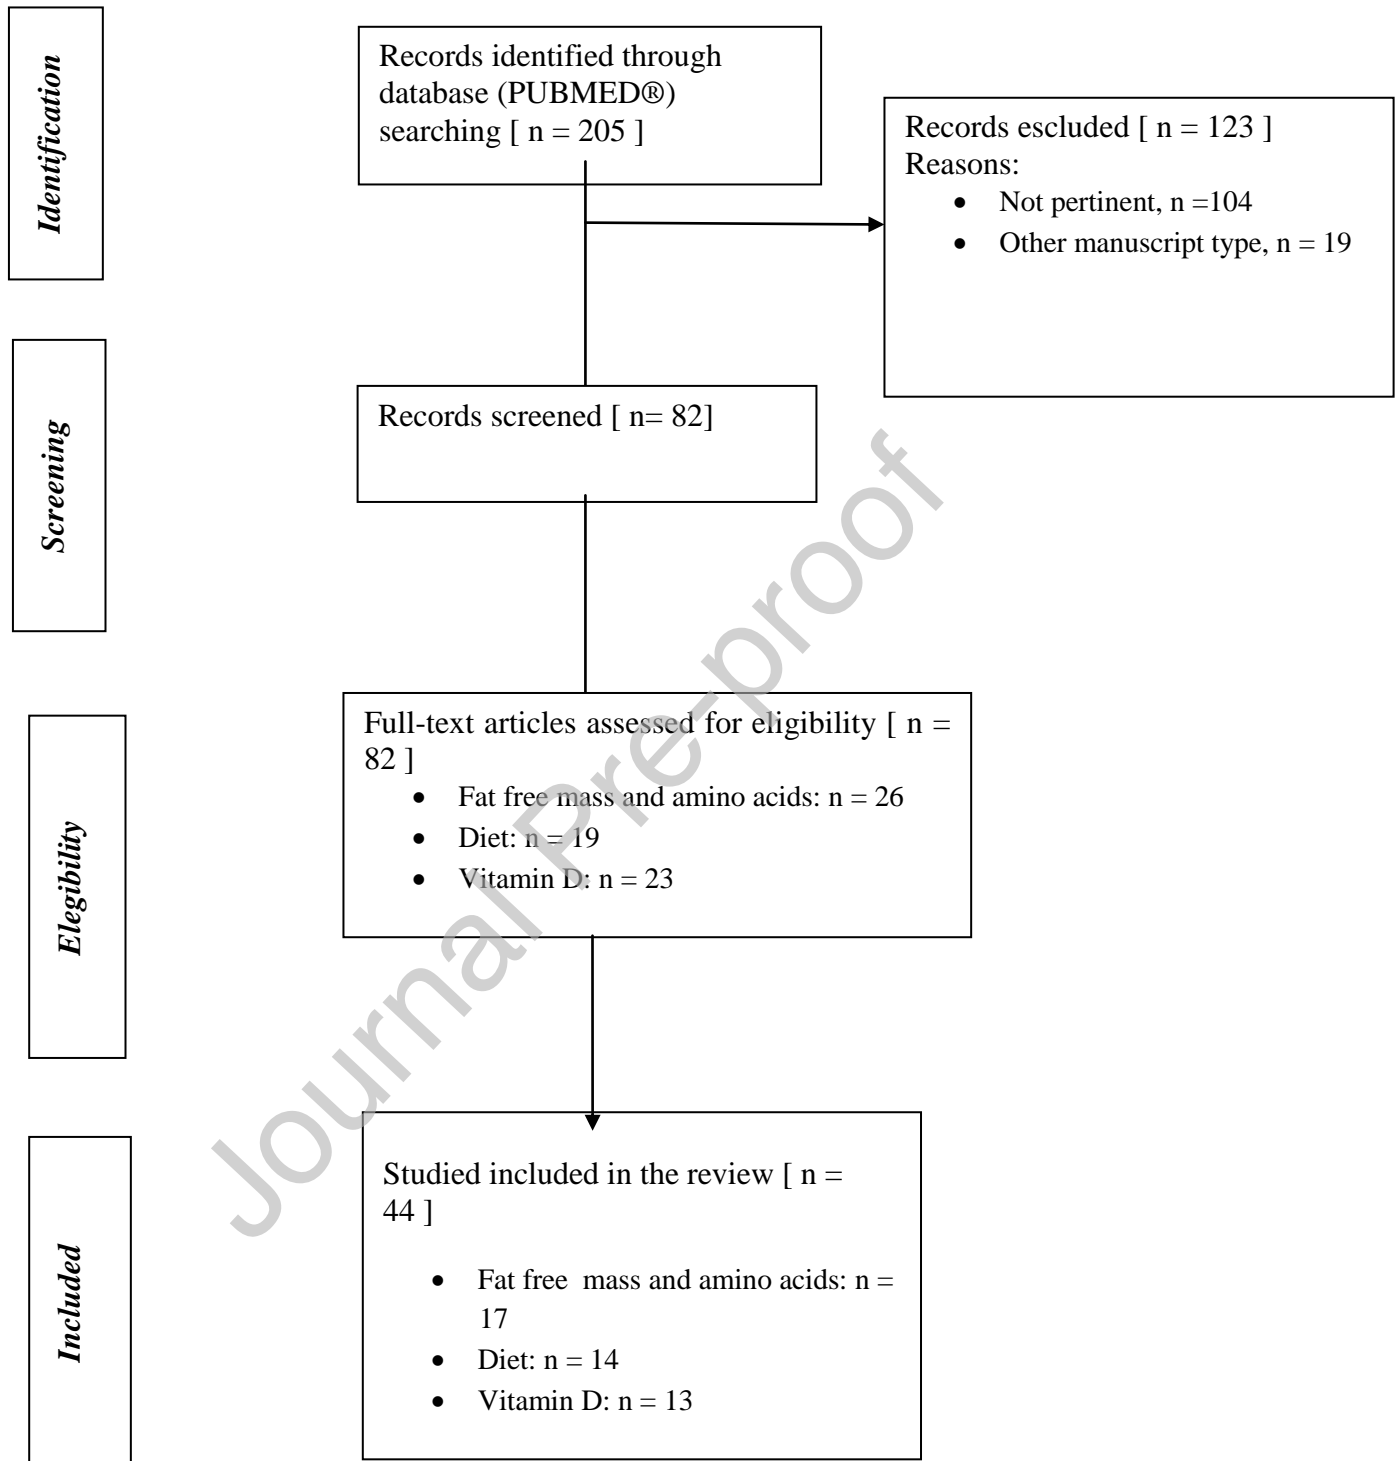 Identification
Records identified through
database (PUBMED®)
searching [ n = 205 ]
Records escluded [ n = 123 ]
Reasons:
• Not pertinent, n =104
• Other manuscript type, n = 19
Screening
Records screened [ n= 82]
Elegibility
Full-text articles assessed for eligibility [ n =
82 ]
• Fat free mass and amino acids: n = 26
• Diet: n = 19
• Vitamin D: n = 23
Included
Studied included in the review [ n =
44 ]
• Fat free mass and amino acids: n =
17
• Diet: n = 14
• Vitamin D: n = 13
Journal Pre-proof